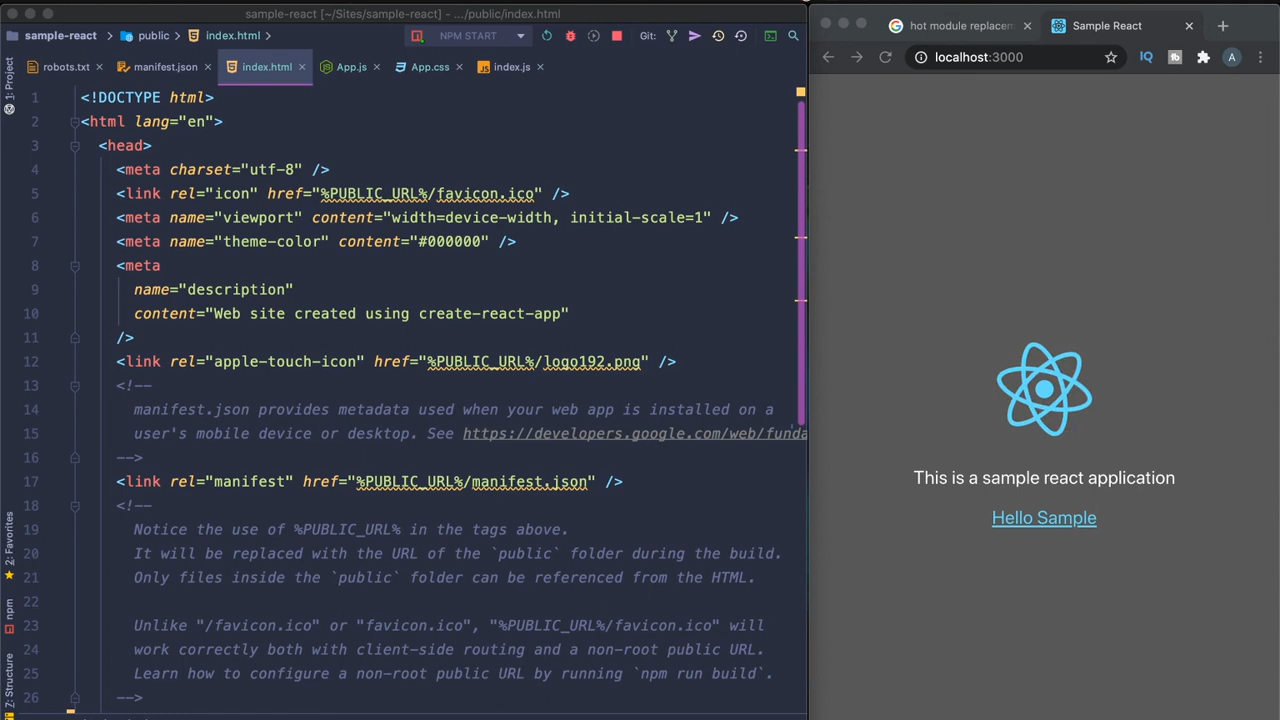 sample-react [~/Sites/sample-react] - .../public/index.html
sample-react
public
index.html
NPM START
Git:
robots.txt
manifest.json
index.html
App.js
App.css
index.js
1: Project
2: Favorites
npm
7: Structure
1 <!DOCTYPE html>
2 <html lang="en">
3 <head>
4 <meta charset="utf-8" />
5 <link rel="icon" href="%PUBLIC_URL%/favicon.ico" />
6 <meta name="viewport" content="width=device-width, initial-scale=1" />
7 <meta name="theme-color" content="#000000" />
8 <meta
9 name="description"
10 content="Web site created using create-react-app"
11 />
12 <link rel="apple-touch-icon" href="%PUBLIC_URL%/logo192.png" />
13 <!--
14 manifest.json provides metadata used when your web app is installed on a
15 user's mobile device or desktop. See https://developers.google.com/web/funda
16 -->
17 <link rel="manifest" href="%PUBLIC_URL%/manifest.json" />
18 <!--
19 Notice the use of %PUBLIC_URL% in the tags above.
20 It will be replaced with the URL of the `public` folder during the build.
21 Only files inside the `public` folder can be referenced from the HTML.
22
23 Unlike "/favicon.ico" or "favicon.ico", "%PUBLIC_URL%/favicon.ico" will
24 work correctly both with client-side routing and a non-root public URL.
25 Learn how to configure a non-root public URL by running `npm run build`.
26 -->
hot module replacem
Sample React
localhost:3000
IQ
A
This is a sample react application
Hello Sample